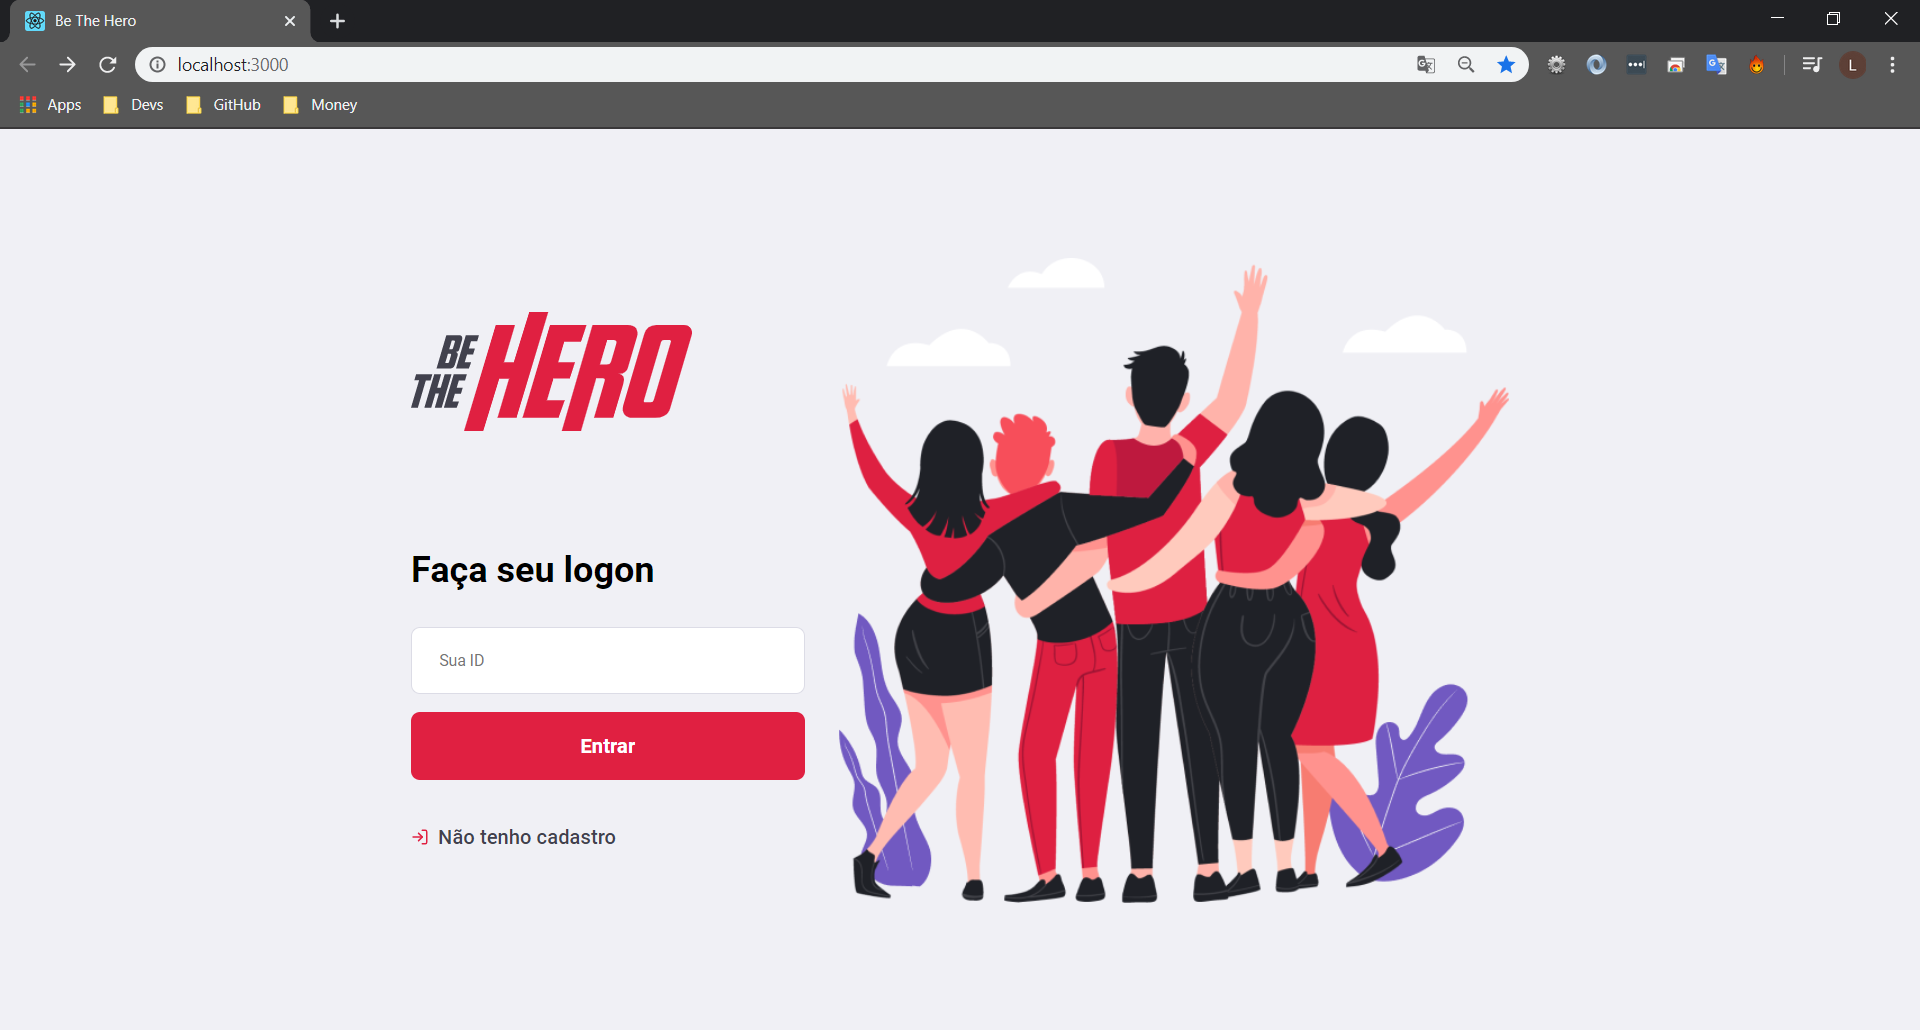 Be The Hero
localhost:3000
L
Apps
Devs
GitHub
Money
BE
THE
HERO
Faça seu logon
Sua ID
Entrar
Não tenho cadastro